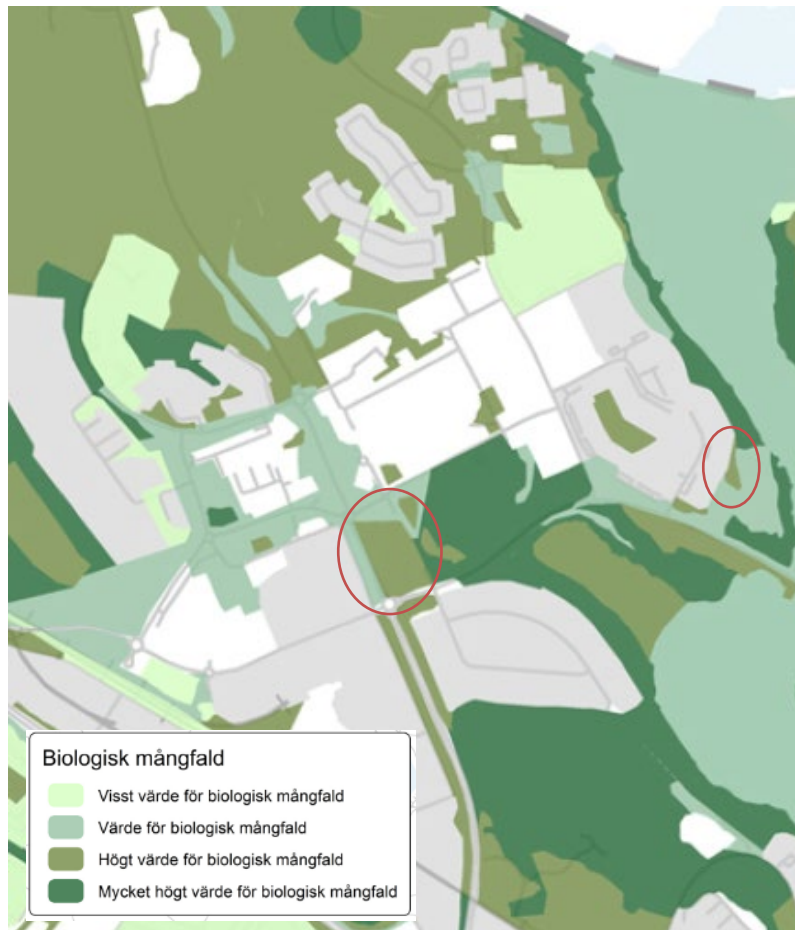 Biologisk mångfald
Visst värde för biologisk mångfald
Värde för biologisk mångfald
Högt värde för biologisk mångfald
Mycket högt värde för biologisk mångfald